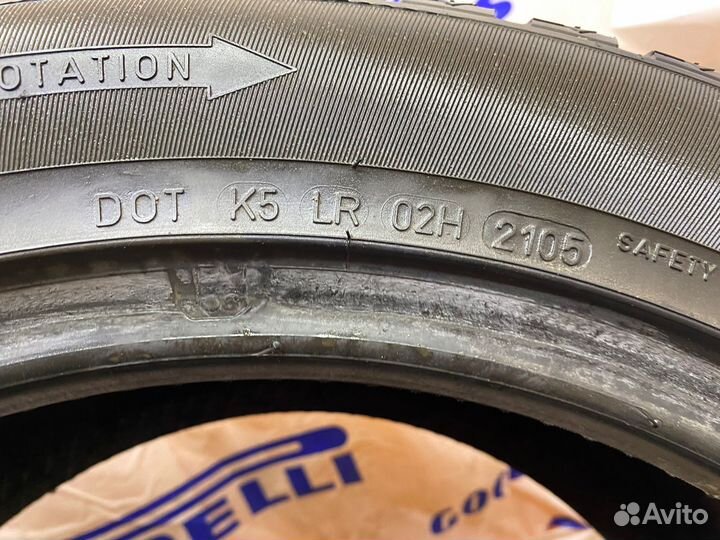 OTATION
DOT K5 LR 02H 2105 SAFETY
ELLI
Avito